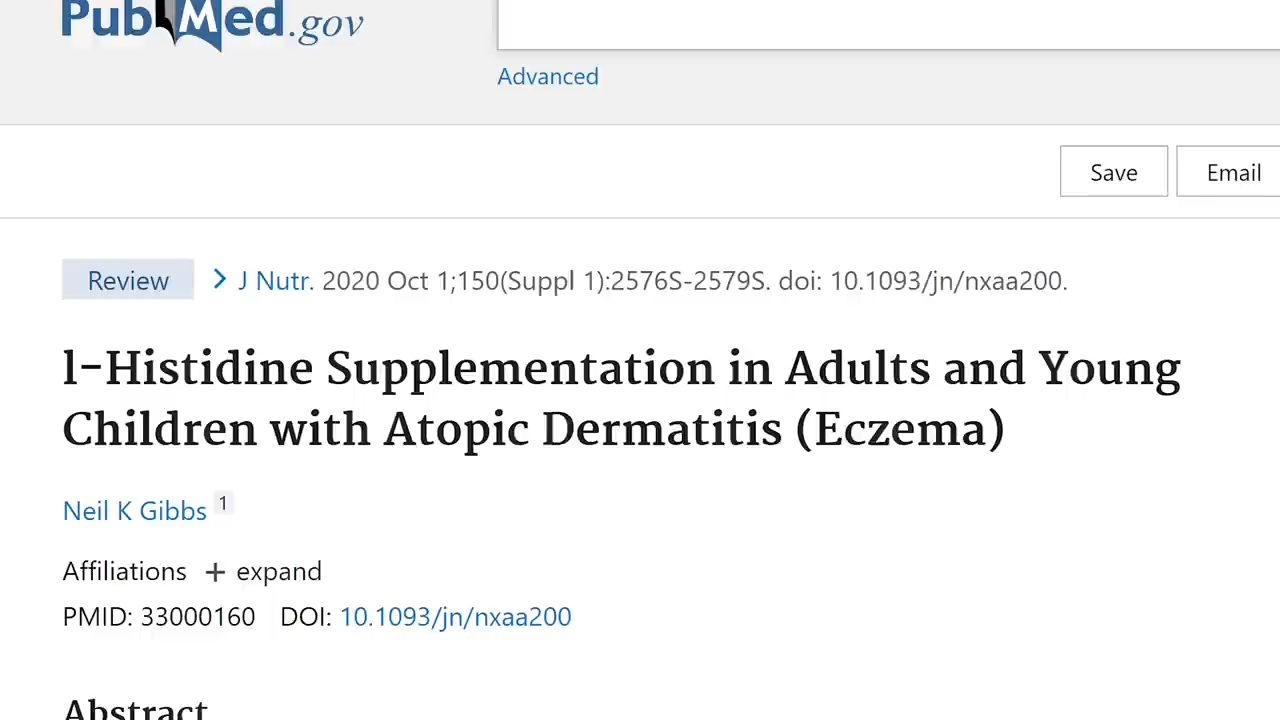 PubMed.gov
Advanced
Save Email
Review J Nutr. 2020 Oct 1;150(Suppl 1):2576S-2579S. doi: 10.1093/jn/nxaa200.
l-Histidine Supplementation in Adults and Young
Children with Atopic Dermatitis (Eczema)
Neil K Gibbs 1
Affiliations + expand
PMID: 33000160 DOI: 10.1093/jn/nxaa200
Abstract